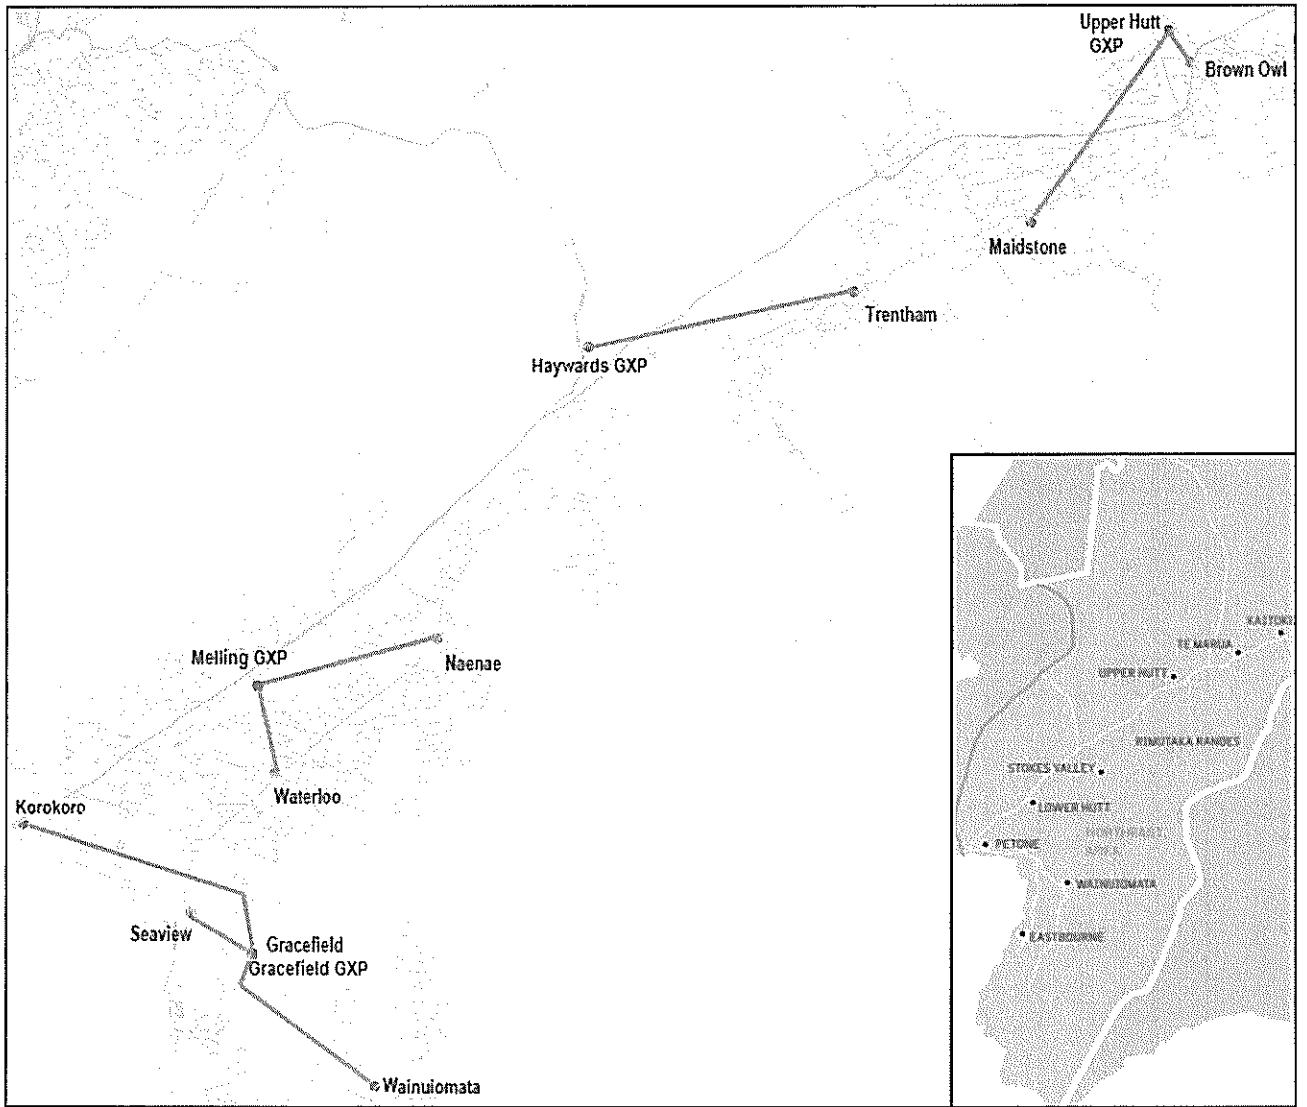 Upper Hutt
GXP
Brown Owl
Maidstone
Trentham
Haywards GXP
Melling GXP
Naenae
Waterloo
Korokoro
Seaview
Gracefield
Gracefield GXP
Wainuiomata
TE MARUA
UPPER HUTT
RIMUTAKA RANGES
STOKES VALLEY
LOWER HUTT
PETONE
WAINUIOMATA
EASTBOURNE